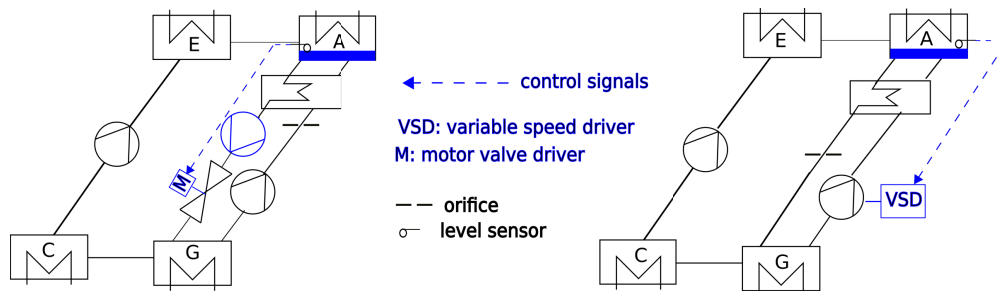 E
A
M
C
G
control signals
VSD: variable speed driver
M: motor valve driver
orifice
level sensor
E
A
VSD
C
G